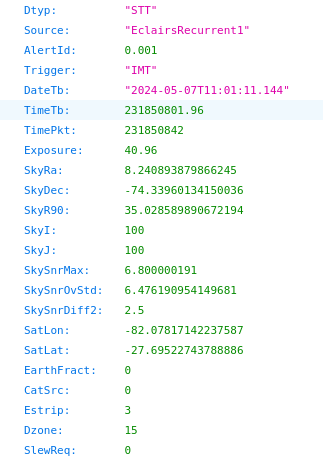 Dtyp: "STT"
Source: "EclairsRecurrent1"
AlertId: 0.001
Trigger: "IMT"
DateTb: "2024-05-07T11:01:11.144"
TimeTb: 231850801.96
TimePkt: 231850842
Exposure: 40.96
SkyRa: 8.240893879866245
SkyDec: -74.33960134150036
SkyR90: 35.028589890672194
SkyI: 100
SkyJ: 100
SkySnrMax: 6.800000191
SkySnrOvStd: 6.476190954149681
SkySnrDiff2: 2.5
SatLon: -82.07817142237587
SatLat: -27.69522743788886
EarthFract: 0
CatSrc: 0
Estrip: 3
Dzone: 15
SlewReq: 0